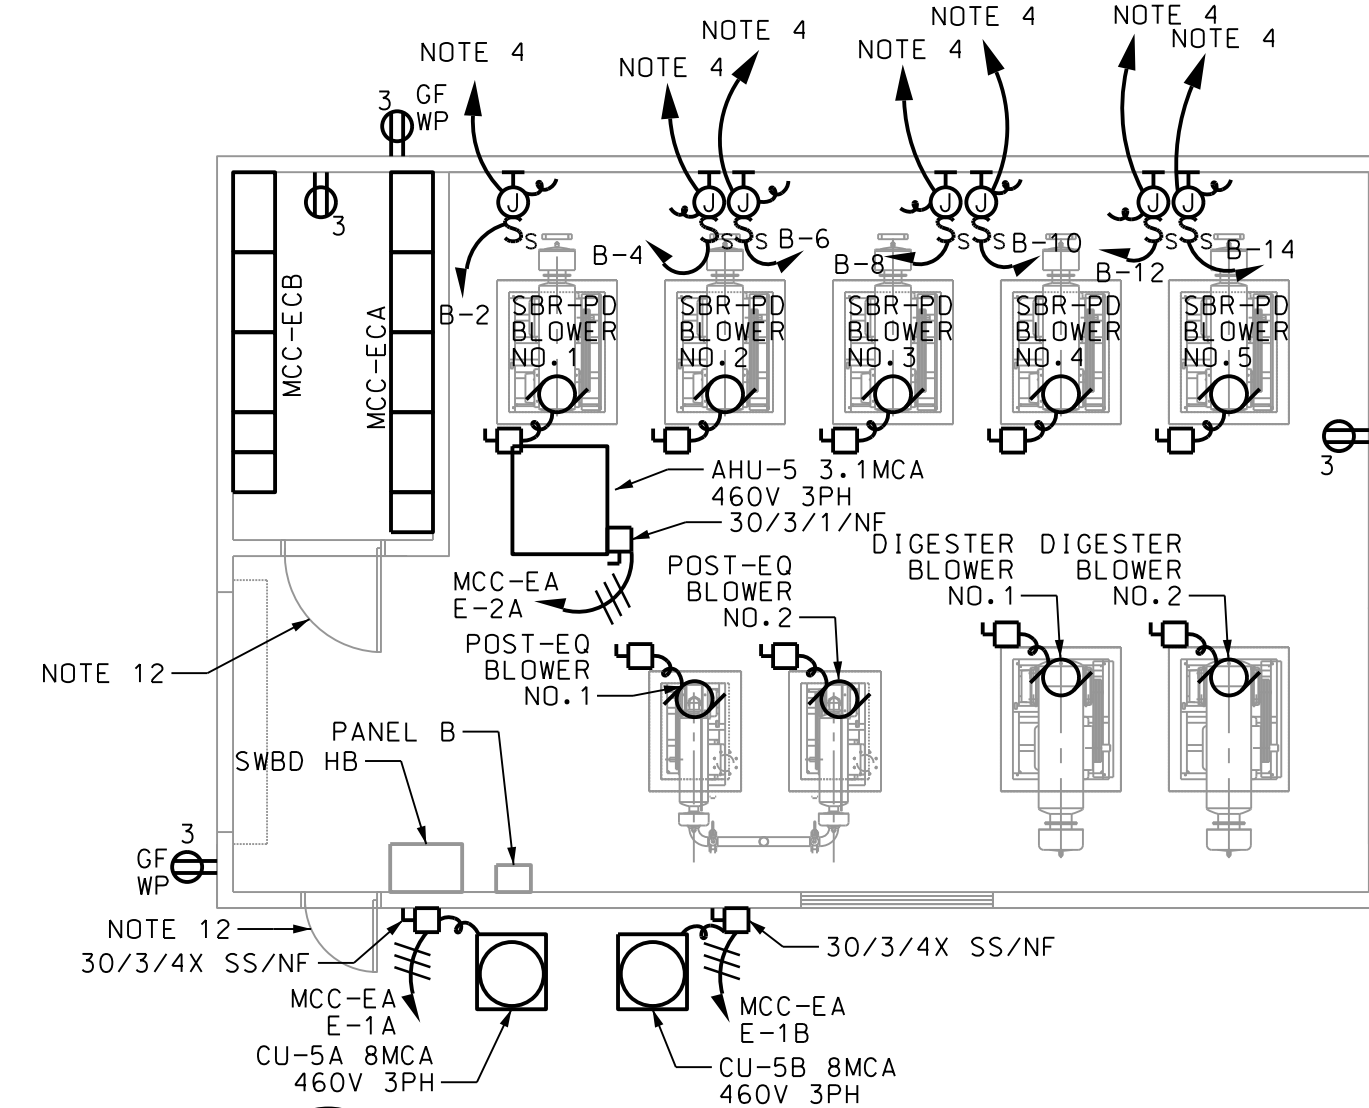 NOTE 4
NOTE 4
NOTE 4
NOTE 4
NOTE 4
NOTE 4
NOTE 4
3
GF
WP
3
J
J
J
J
J
J
J
S
S
S
S
S
S
S
B-2
B-4
B-6
B-8
B-10
B-12
B-14
MCC-ECB
MCC-ECA
SBR-PD
BLOWER
NO.1
SBR-PD
BLOWER
NO.2
SBR-PD
BLOWER
NO.3
SBR-PD
BLOWER
NO.4
SBR-PD
BLOWER
NO.5
3
AHU-5 3.1MCA
460V 3PH
30/3/1/NF
MCC-EA
E-2A
POST-EQ
BLOWER
NO.1
POST-EQ
BLOWER
NO.2
DIGESTER
BLOWER
NO.1
DIGESTER
BLOWER
NO.2
NOTE 12
PANEL B
SWBD HB
3
GF
WP
NOTE 12
30/3/4X SS/NF
MCC-EA
E-1A
CU-5A 8MCA
460V 3PH
30/3/4X SS/NF
MCC-EA
E-1B
CU-5B 8MCA
460V 3PH